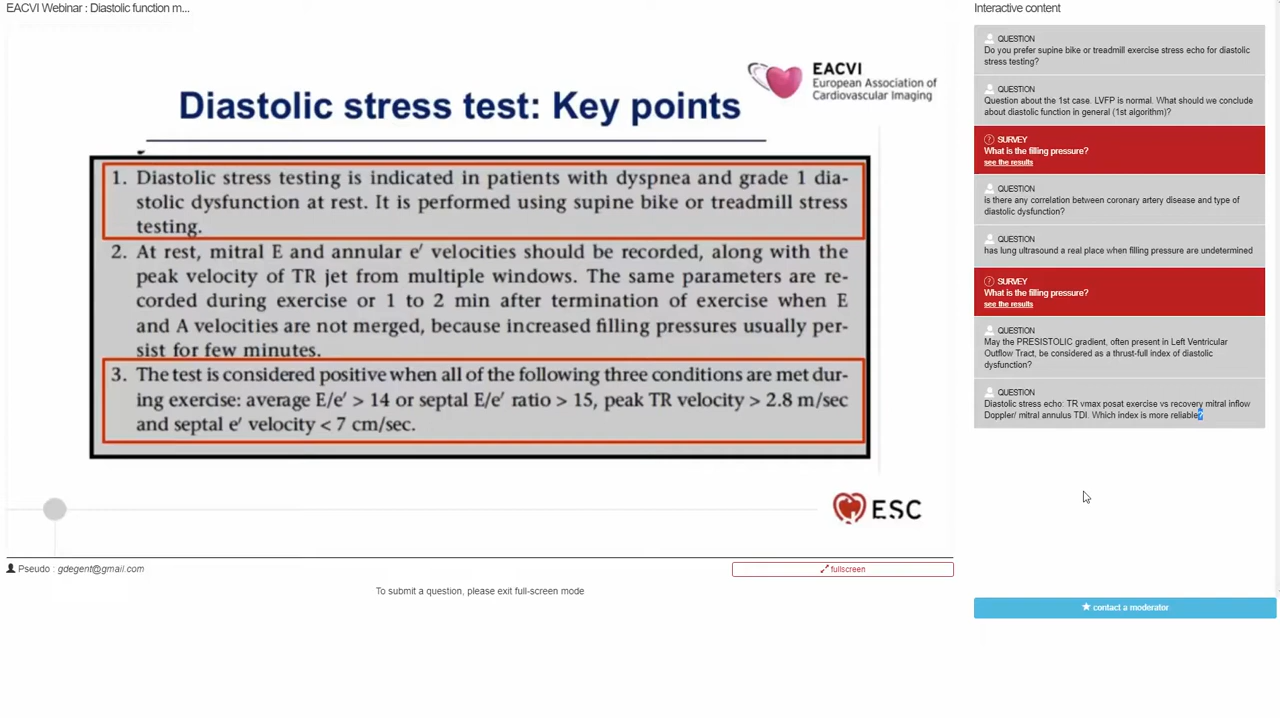 EACVI Webinar : Diastolic function m...
EACVI
European Association of
Cardiovascular Imaging
Diastolic stress test: Key points
1. Diastolic stress testing is indicated in patients with dyspnea and grade 1 dia-
stolic dysfunction at rest. It is performed using supine bike or treadmill stress
testing.
2. At rest, mitral E and annular e′ velocities should be recorded, along with the
peak velocity of TR jet from multiple windows. The same parameters are re-
corded during exercise or 1 to 2 min after termination of exercise when E
and A velocities are not merged, because increased filling pressures usually per-
sist for few minutes.
3. The test is considered positive when all of the following three conditions are met dur-
ing exercise: average E/e′ > 14 or septal E/e′ ratio > 15, peak TR velocity > 2.8 m/sec
and septal e′ velocity < 7 cm/sec.
ESC
Pseudo : gdegent@gmail.com
fullscreen
To submit a question, please exit full-screen mode
Interactive content
QUESTION
Do you prefer supine bike or treadmill exercise stress echo for diastolic
stress testing?
QUESTION
Question about the 1st case. LVFP is normal. What should we conclude
about diastolic function in general (1st algorithm)?
SURVEY
What is the filling pressure?
see the results
QUESTION
is there any correlation between coronary artery disease and type of
diastolic dysfunction?
QUESTION
has lung ultrasound a real place when filling pressure are undetermined
SURVEY
What is the filling pressure?
see the results
QUESTION
May the PRESISTOLIC gradient, often present in Left Ventricular
Outflow Tract, be considered as a thrust-full index of diastolic
dysfunction?
QUESTION
Diastolic stress echo: TR vmax posat exercise vs recovery mitral inflow
Doppler/ mitral annulus TDI. Which index is more reliable?
contact a moderator